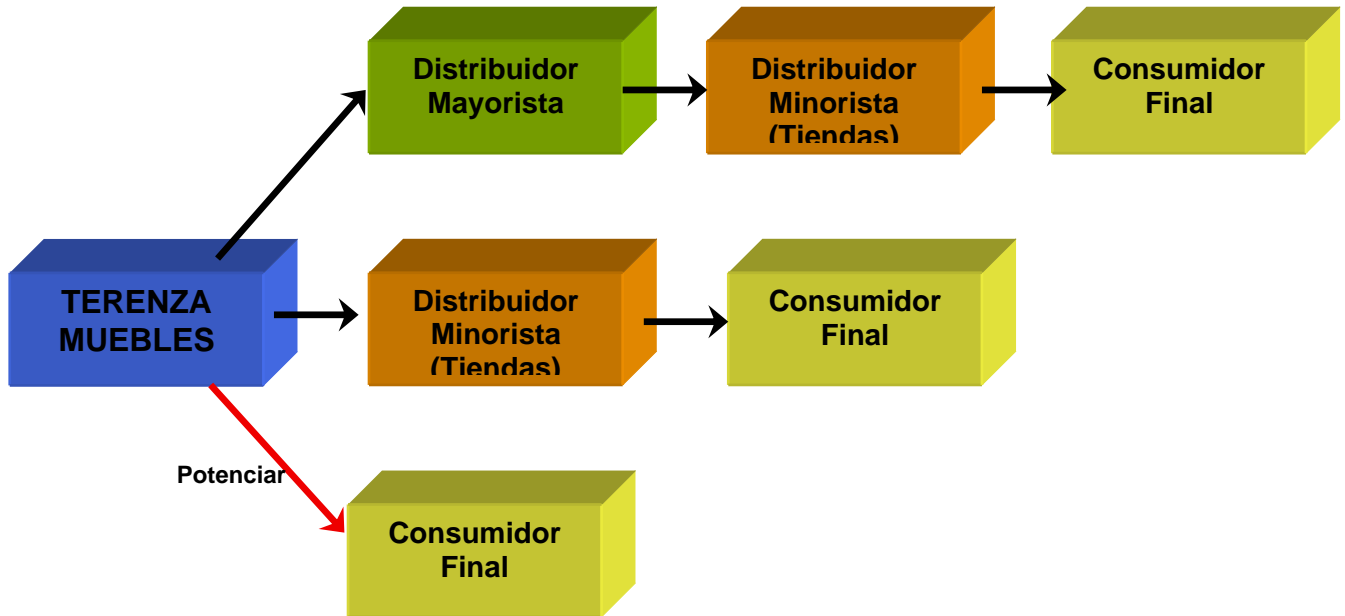 Distribuidor
Mayorista
Distribuidor
Minorista
(Tiendas)
Consumidor
Final
TERENZA
MUEBLES
Distribuidor
Minorista
(Tiendas)
Consumidor
Final
Potenciar
Consumidor
Final